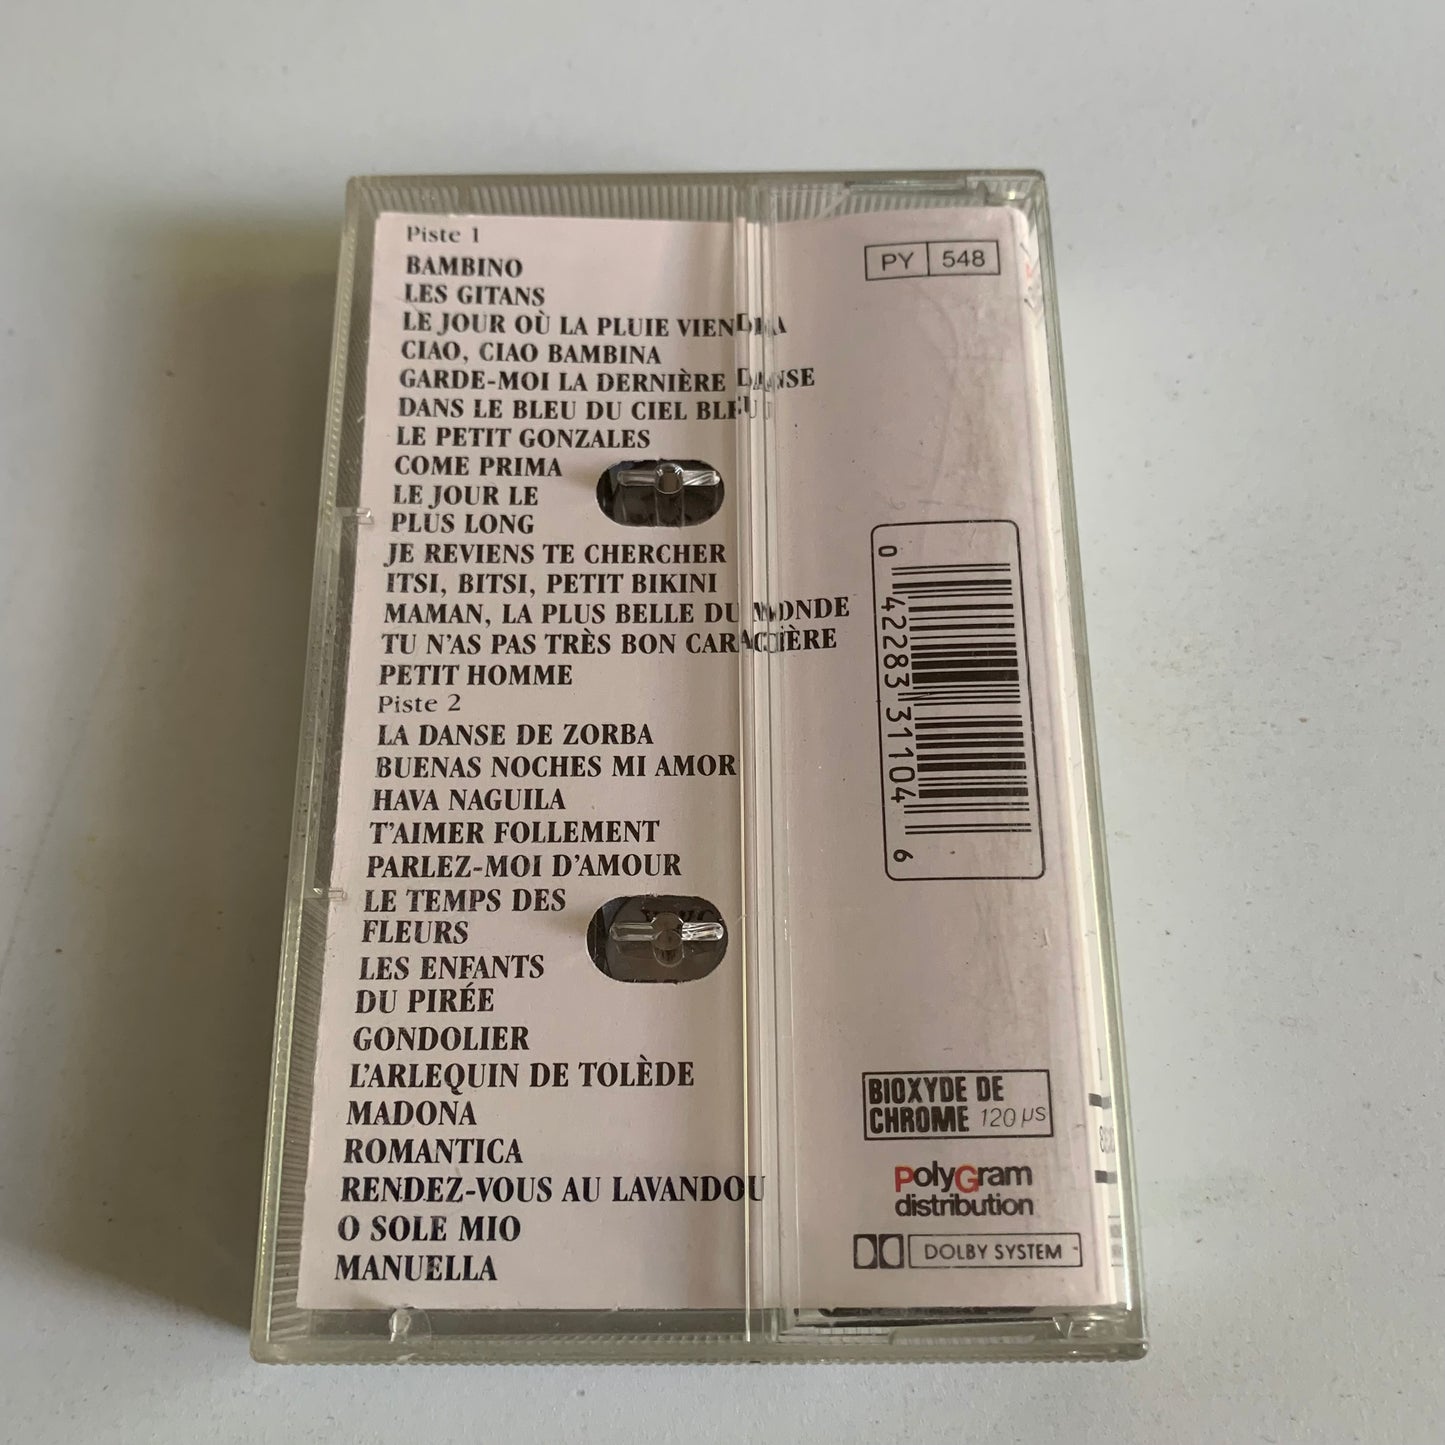 Piste 1
BAMBINO
LES GITANS
LE JOUR OÙ LA PLUIE VIENDRA
CIAO, CIAO BAMBINA
GARDE-MOI LA DERNIÈRE DANSE
DANS LE BLEU DU CIEL BLEU
LE PETIT GONZALES
COME PRIMA
LE JOUR LE
PLUS LONG
JE REVIENS TE CHERCHER
ITSI, BITSI, PETIT BIKINI
MAMAN, LA PLUS BELLE DU MONDE
TU N'AS PAS TRÈS BON CARACTÈRE
PETIT HOMME
Piste 2
LA DANSE DE ZORBA
BUENAS NOCHES MI AMOR
HAVA NAGUILA
T'AIMER FOLLEMENT
PARLEZ-MOI D'AMOUR
LE TEMPS DES
FLEURS
LES ENFANTS
DU PIRÉE
GONDOLIER
L'ARLEQUIN DE TOLÈDE
MADONA
ROMANTICA
RENDEZ-VOUS AU LAVANDOU
O SOLE MIO
MANUELLA
PY 548
0 42283 31104 6
BIOXYDE DE
CHROME 120 µs
PolyGram
distribution
DOLBY SYSTEM